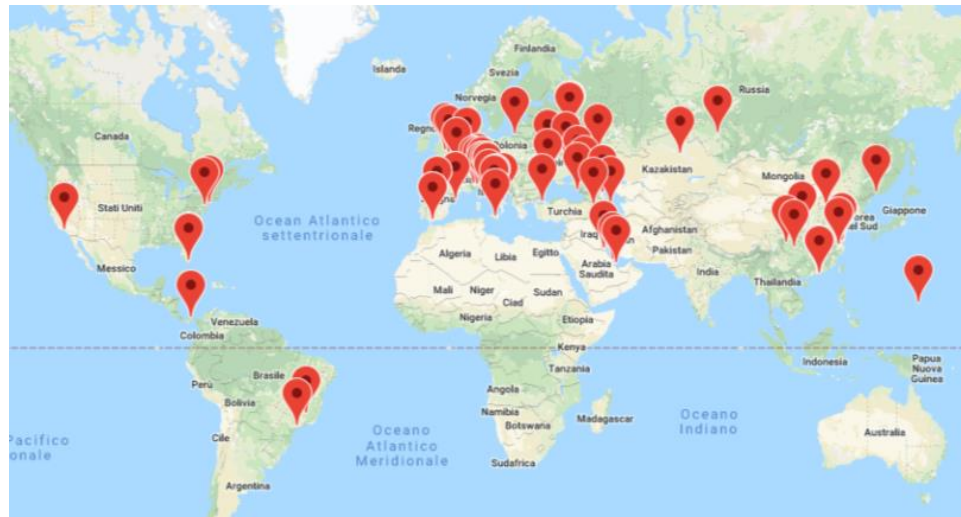 Finlandia
Islanda
Svezia
Norvegia
Russia
Canada
Regn
Polonia
Kazakistan
Mongolia
Stati Uniti
Ocean Atlantico
settentrionale
Turchia
orea
el Sud
Giappone
Afghanistan
Iraq
Pakistan
Algeria
Libia
Egitto
Arabia
Saudita
India
Messico
Mali
Niger
Sudan
Ciad
Thailandia
Nigeria
Etiopia
Venezuela
Colombia
Kenya
Indonesia
Papua
Nuova
Guinea
Brasile
Perù
Tanzania
Angola
Bolivia
Namibia
Botswana
Madagascar
Oceano
Indiano
Oceano
Atlantico
Meridionale
Australia
Cile
Pacifico
onale
Sudafrica
Argentina